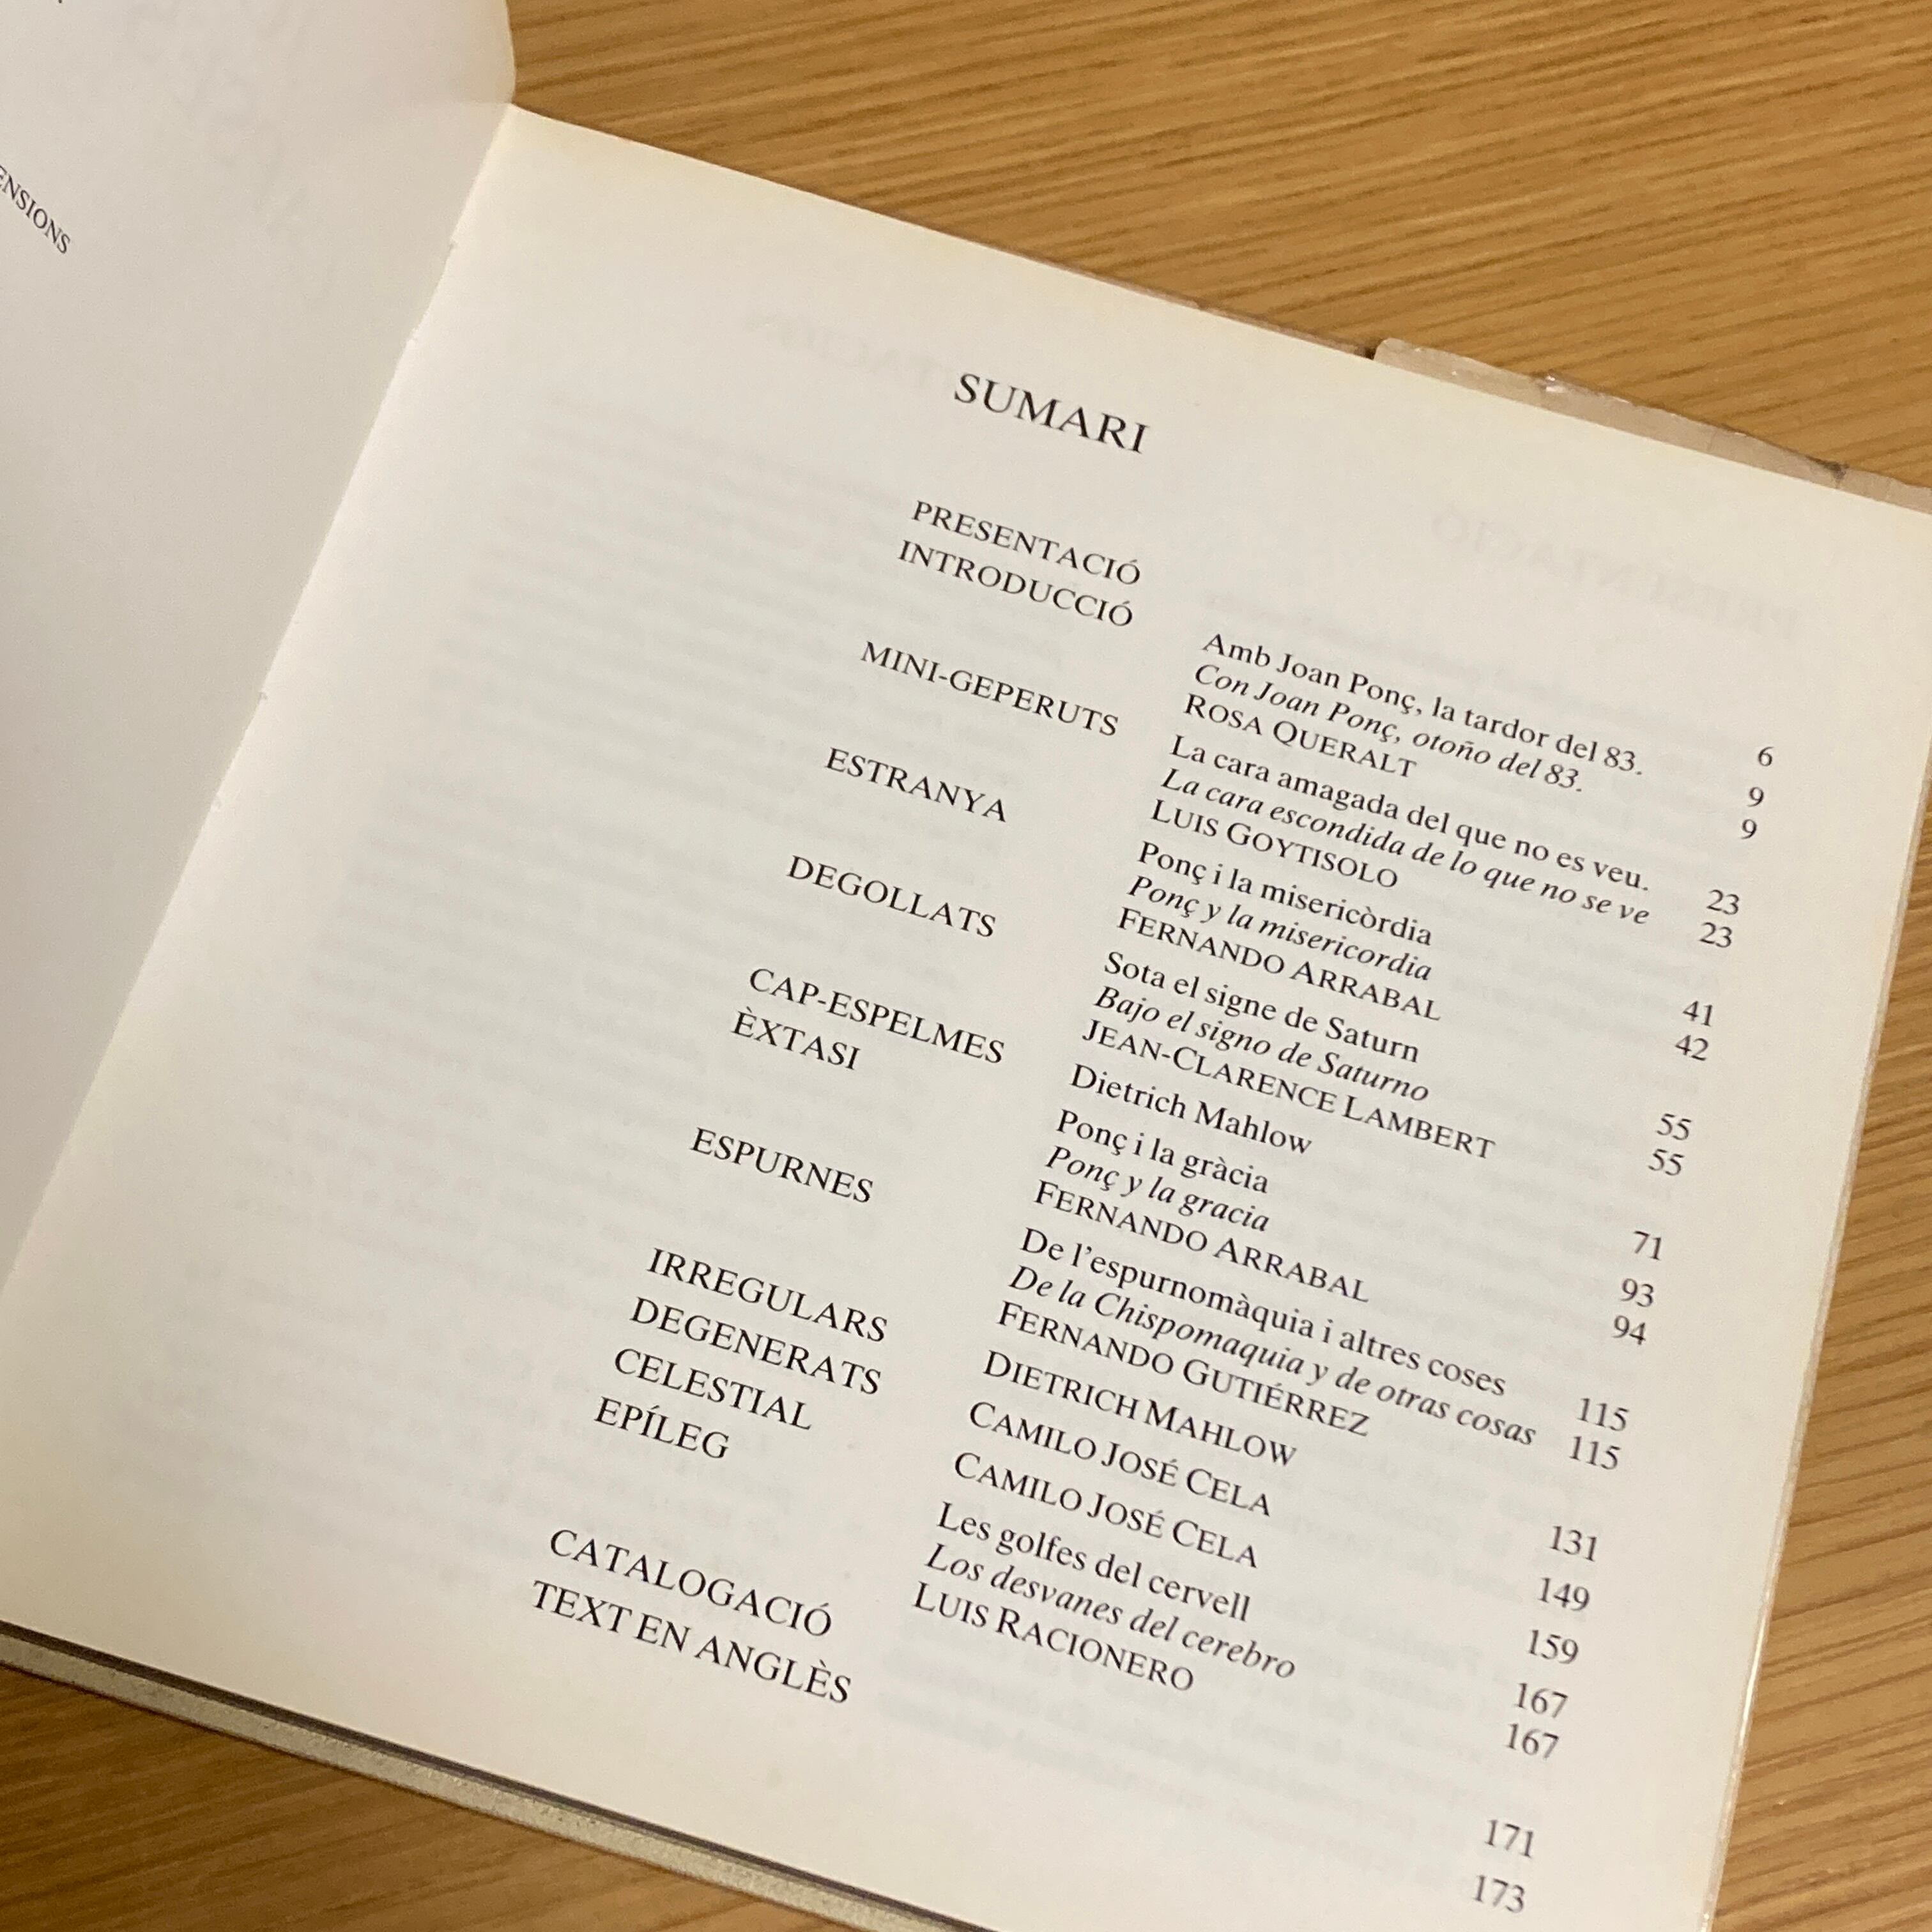 ENSIONS
SUMARI
PRESENTACIÓ 6
INTRODUCCIÓ Amb Joan Ponç, la tardor del 83. 9
Con Joan Ponç, otoño del 83. 9
ROSA QUERALT
MINI-GEPERUTS La cara amagada del que no es veu. 23
La cara escondida de lo que no se ve 23
LUIS GOYTISOLO
ESTRANYA Ponç i la misericòrdia 41
Ponç y la misericordia 42
FERNANDO ARRABAL
DEGOLLATS Sota el signe de Saturn 55
Bajo el signo de Saturno 55
JEAN-CLARENCE LAMBERT
CAP-ESPELMES Dietrich Mahlow 71
ÈXTASI Ponç i la gràcia 93
Ponç y la gracia 94
FERNANDO ARRABAL
ESPURNES De l'espurnomàquia i altres coses 115
De la Chispomaquia y de otras cosas 115
FERNANDO GUTIÉRREZ
IRREGULARS DIETRICH MAHLOW 131
DEGENERATS CAMILO JOSÉ CELA 149
CELESTIAL CAMILO JOSÉ CELA 159
EPÍLEG Les golfes del cervell 167
Los desvanes del cerebro 167
LUIS RACIONERO
CATALOGACIÓ 171
TEXT EN ANGLÈS 173